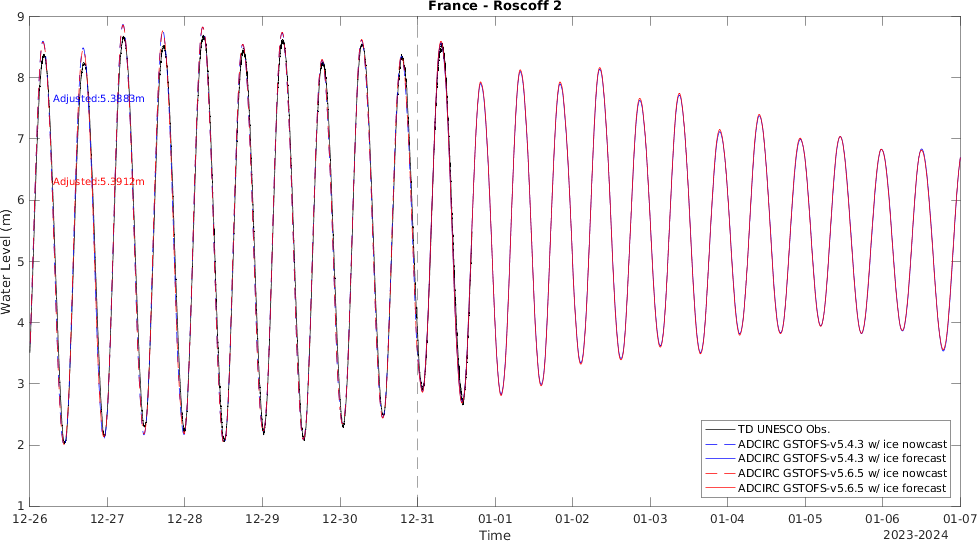 France - Roscoff 2
9
8
7
6
5
4
3
2
1
Water Level (m)
Adjusted:5.3883m
Adjusted:5.3912m
TD UNESCO Obs.
ADCIRC GSTOFS-v5.4.3 w/ ice nowcast
ADCIRC GSTOFS-v5.4.3 w/ ice forecast
ADCIRC GSTOFS-v5.6.5 w/ ice nowcast
ADCIRC GSTOFS-v5.6.5 w/ ice forecast
12-26 12-27 12-28 12-29 12-30 12-31 01-01 01-02 01-03 01-04 01-05 01-06 01-07
Time
2023-2024